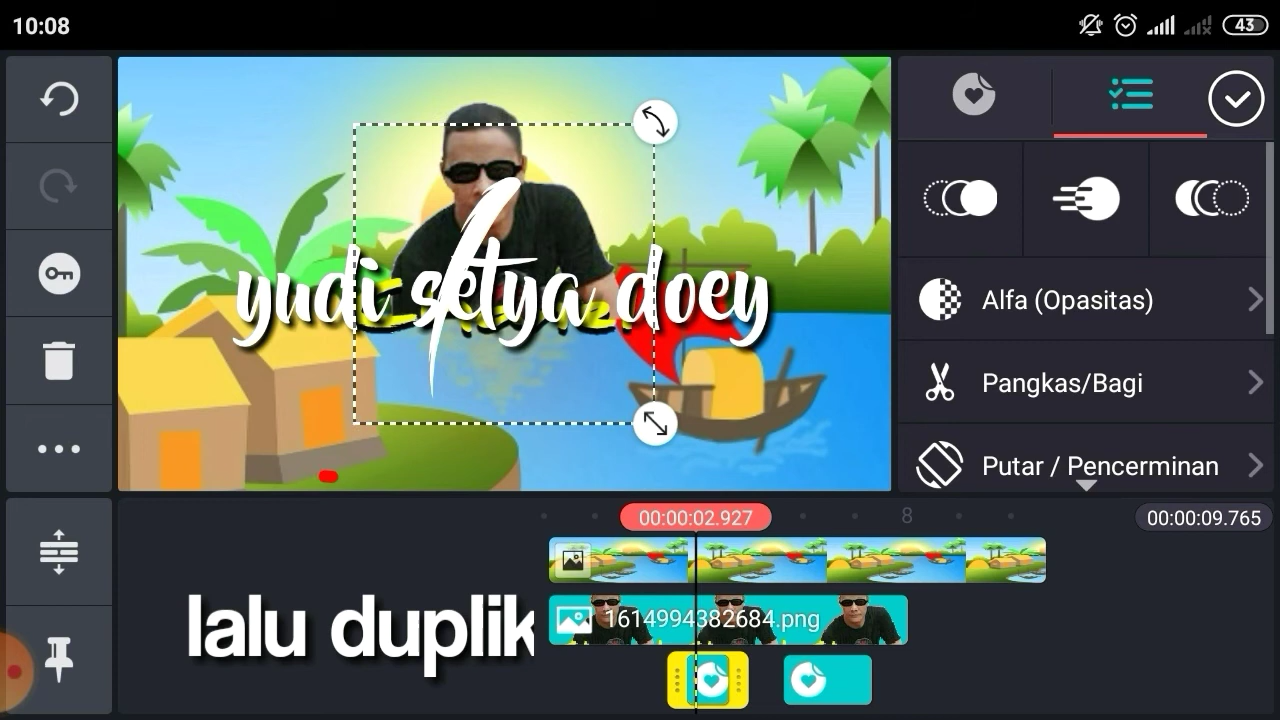 10:08
43
yudi setya doey
Alfa (Opasitas)
Pangkas/Bagi
Putar / Pencerminan
00:00:02.927
8
00:00:09.765
1614994382684.png
lalu duplik